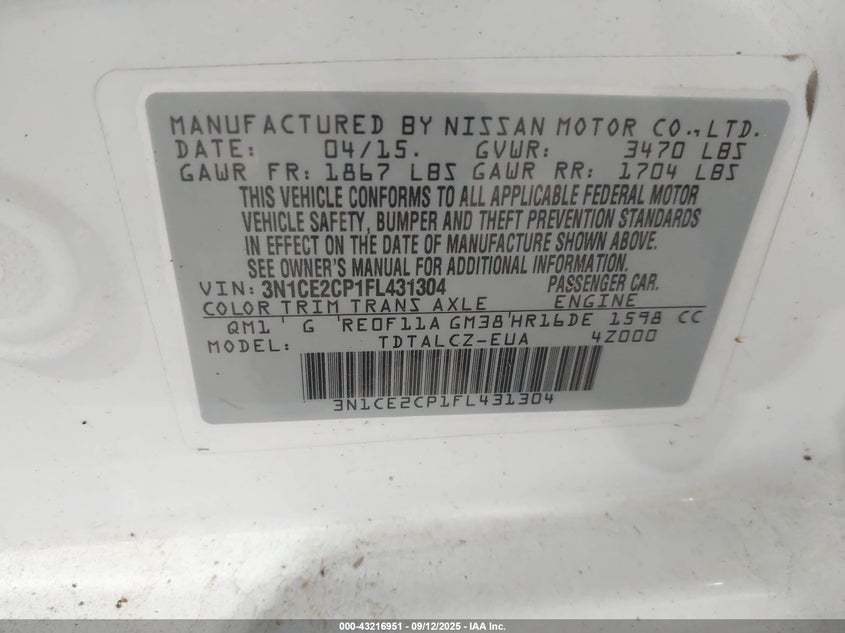 MANUFACTURED BY NISSAN MOTOR CO., LTD.
DATE: 04/15. GVWR: 3470 LBS
GAWR FR: 1867 LBS GAWR RR: 1704 LBS
THIS VEHICLE CONFORMS TO ALL APPLICABLE FEDERAL MOTOR
VEHICLE SAFETY, BUMPER AND THEFT PREVENTION STANDARDS
IN EFFECT ON THE DATE OF MANUFACTURE SHOWN ABOVE.
SEE OWNER'S MANUAL FOR ADDITIONAL INFORMATION.
VIN: 3N1CE2CP1FL431304 PASSENGER CAR.
COLOR TRIM TRANS AXLE ENGINE
QM1 G RE0F11A GM38 HR16DE 1598 CC
MODEL: TDTALCZ-EUA 4Z000
3N1CE2CP1FL431304
000-43216951 - 09/12/2025 - IAA Inc.